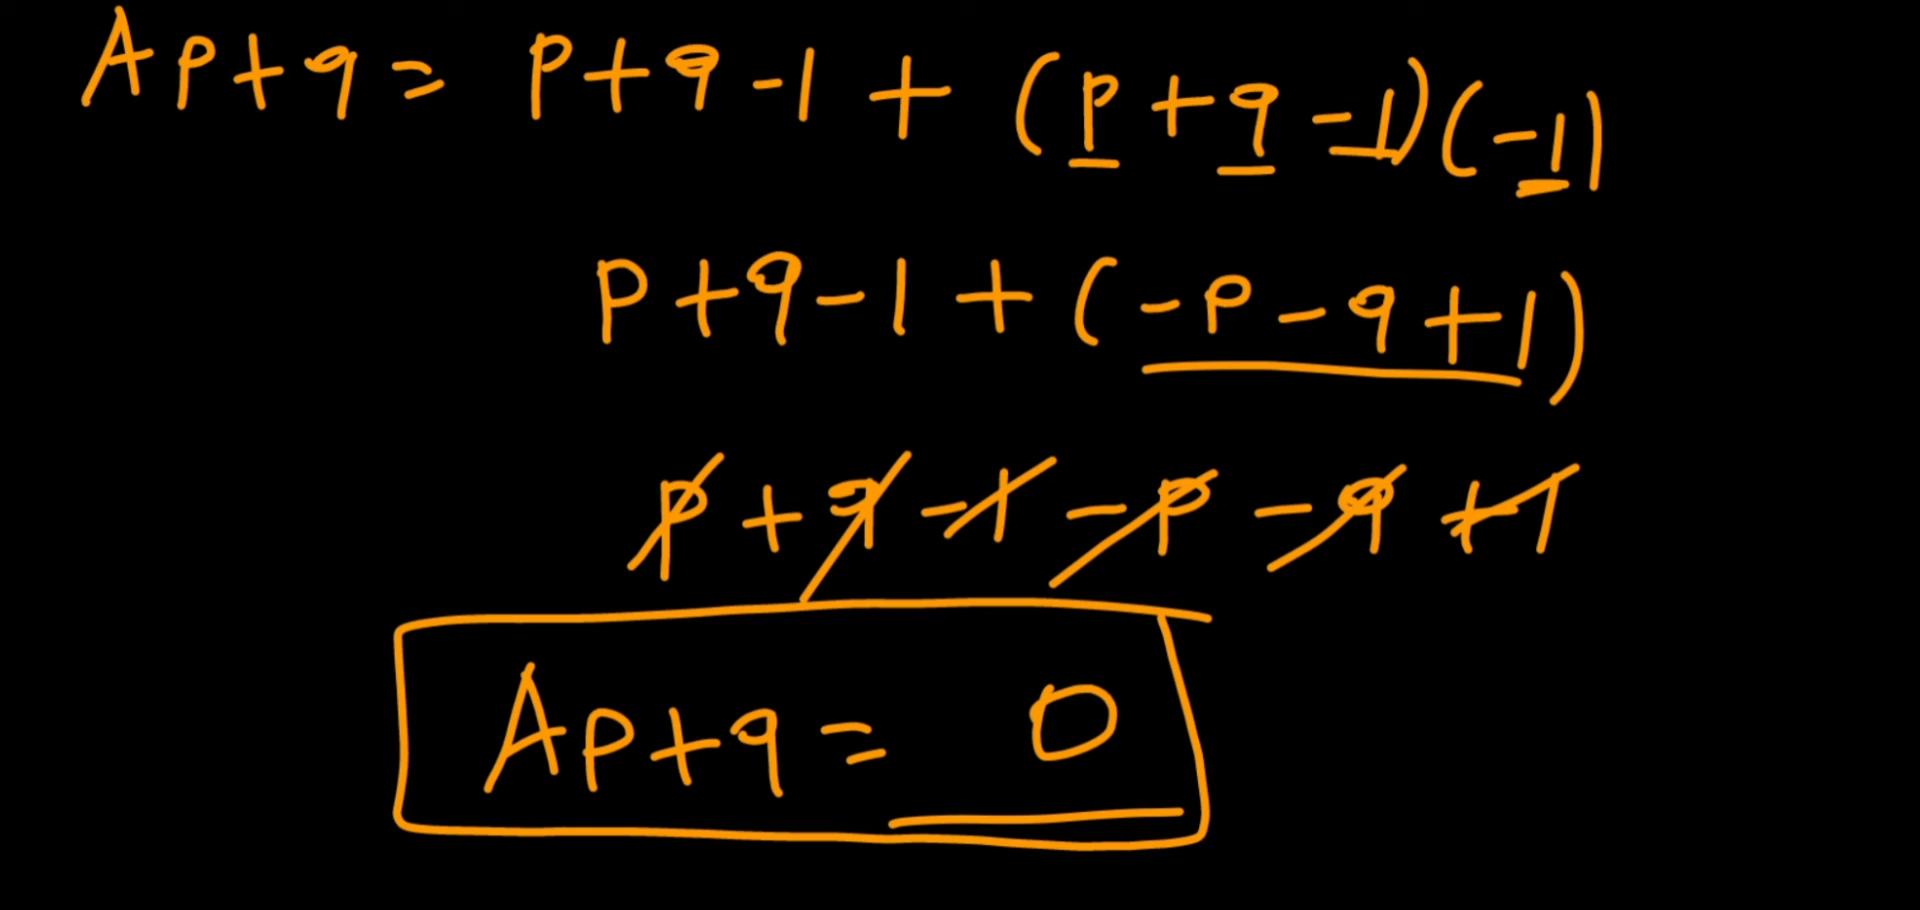 Ap+q = p+q-1 + (p+q-1)(-1)
p+q-1 + (-p-q+1)
p+q-1-p-q+1
Ap+q = 0